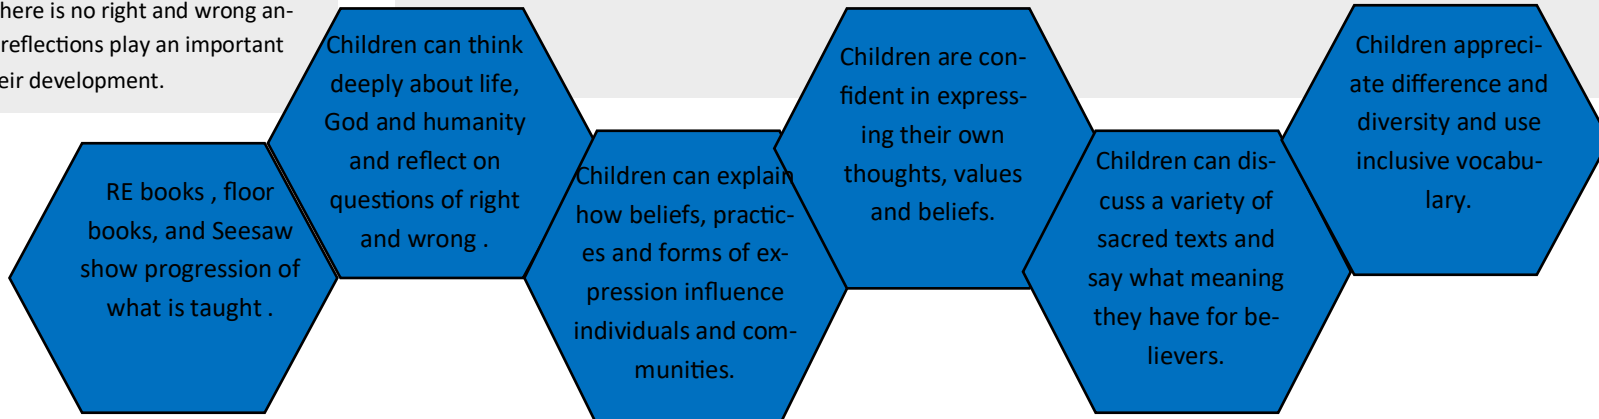 here is no right and wrong an-
reflections play an important
eir development.
RE books , floor
books, and Seesaw
show progression of
what is taught .
Children can think
deeply about life,
God and humanity
and reflect on
questions of right
and wrong .
Children can explain
how beliefs, practic-
es and forms of ex-
pression influence
individuals and com-
munities.
Children are con-
fident in express-
ing their own
thoughts, values
and beliefs.
Children can dis-
cuss a variety of
sacred texts and
say what meaning
they have for be-
lievers.
Children appreci-
ate difference and
diversity and use
inclusive vocabu-
lary.